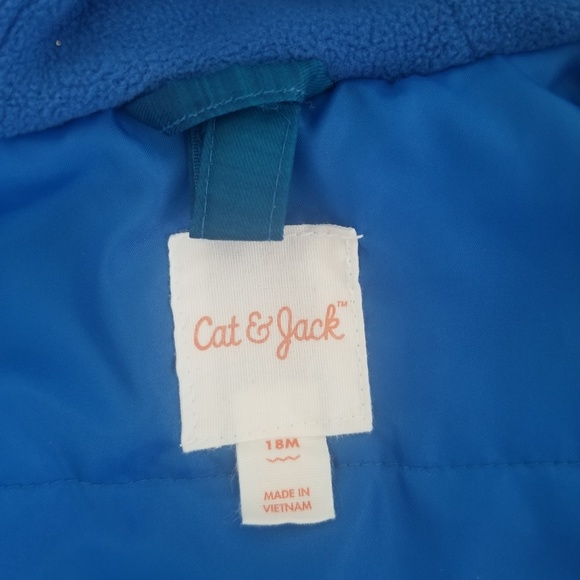 Cat & Jack™
18M
MADE IN
VIETNAM